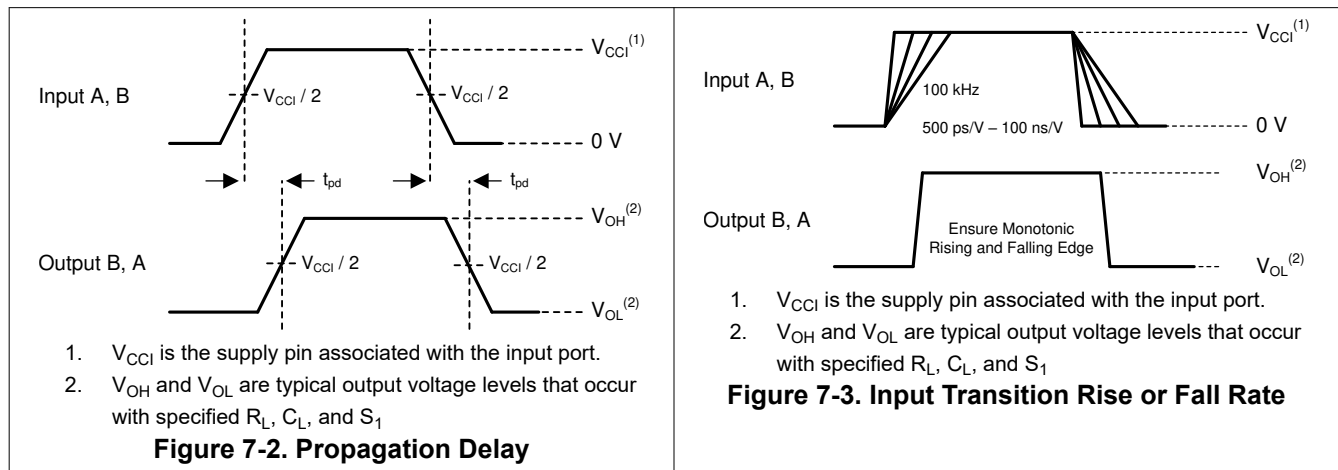 V_CCI^(1)
Input A, B
V_CCI / 2
V_CCI / 2
0 V
t_pd
t_pd
V_OH^(2)
Output B, A
V_CCI / 2
V_CCI / 2
V_OL^(2)
1. V_CCI is the supply pin associated with the input port.
2. V_OH and V_OL are typical output voltage levels that occur
with specified R_L, C_L, and S_1
Figure 7-2. Propagation Delay
V_CCI^(1)
Input A, B
100 kHz
500 ps/V – 100 ns/V
0 V
V_OH^(2)
Output B, A
Ensure Monotonic
Rising and Falling Edge
V_OL^(2)
1. V_CCI is the supply pin associated with the input port.
2. V_OH and V_OL are typical output voltage levels that occur
with specified R_L, C_L, and S_1
Figure 7-3. Input Transition Rise or Fall Rate